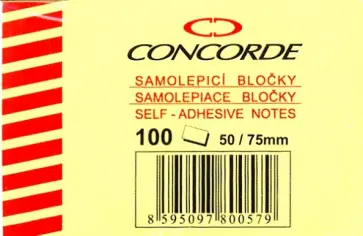 CONCORDE
SAMOLEPICÍ BLOČKY
SAMOLEPIACE BLOČKY
SELF - ADHESIVE NOTES
100 50 / 75mm
8 595097 800579